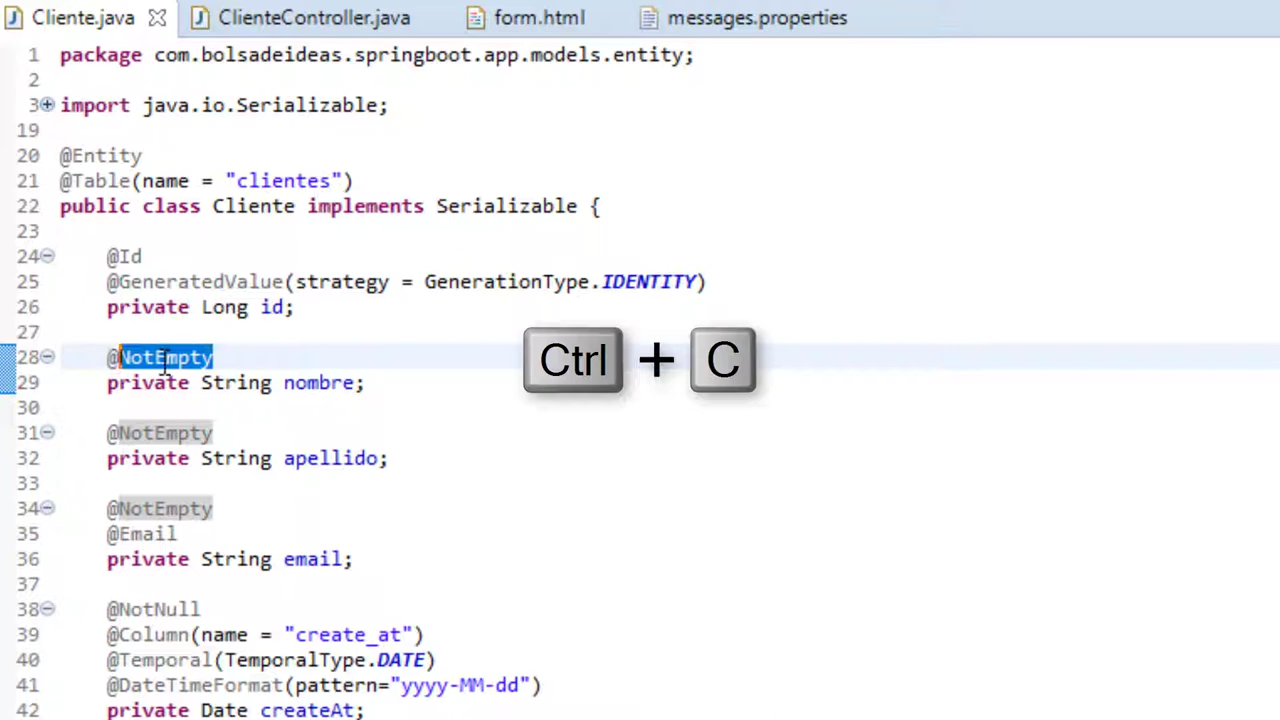 Cliente.java ClienteController.java form.html messages.properties
1 package com.bolsadeideas.springboot.app.models.entity;
2
3 import java.io.Serializable;
19
20 @Entity
21 @Table(name = "clientes")
22 public class Cliente implements Serializable {
23
24 @Id
25 @GeneratedValue(strategy = GenerationType.IDENTITY)
26 private Long id;
27
28 @NotEmpty
29 private String nombre;
30
31 @NotEmpty
32 private String apellido;
33
34 @NotEmpty
35 @Email
36 private String email;
37
38 @NotNull
39 @Column(name = "create_at")
40 @Temporal(TemporalType.DATE)
41 @DateTimeFormat(pattern="yyyy-MM-dd")
42 private Date createAt;
Ctrl + C